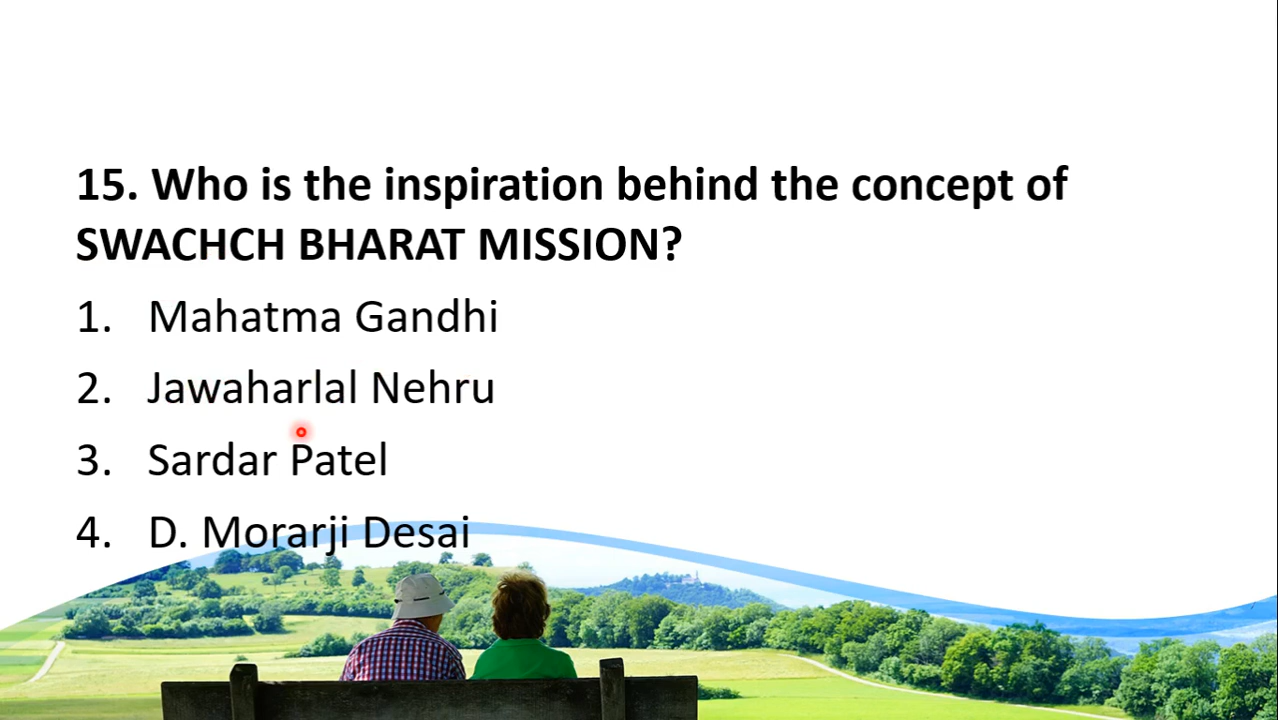 15. Who is the inspiration behind the concept of
SWACHCH BHARAT MISSION?
1. Mahatma Gandhi
2. Jawaharlal Nehru
3. Sardar Patel
4. D. Morarji Desai